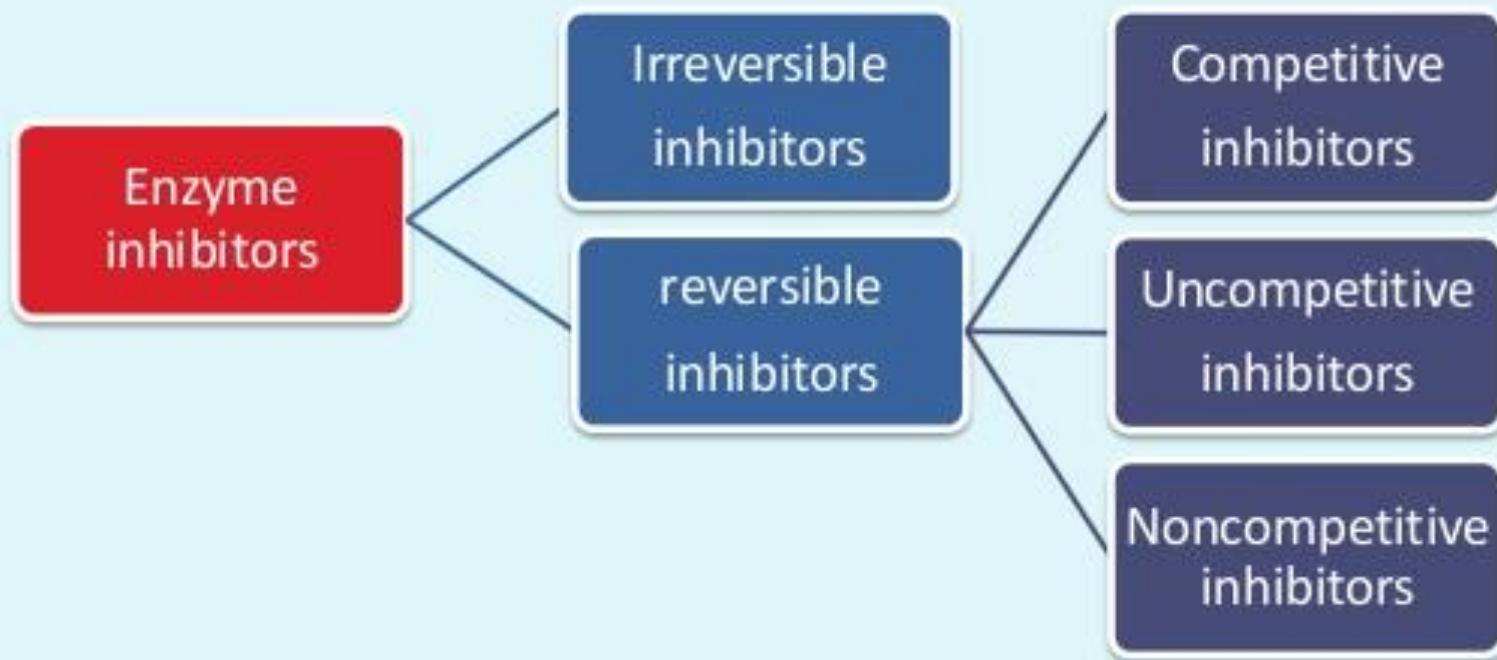 Enzyme
inhibitors
Irreversible
inhibitors
reversible
inhibitors
Competitive
inhibitors
Uncompetitive
inhibitors
Noncompetitive
inhibitors